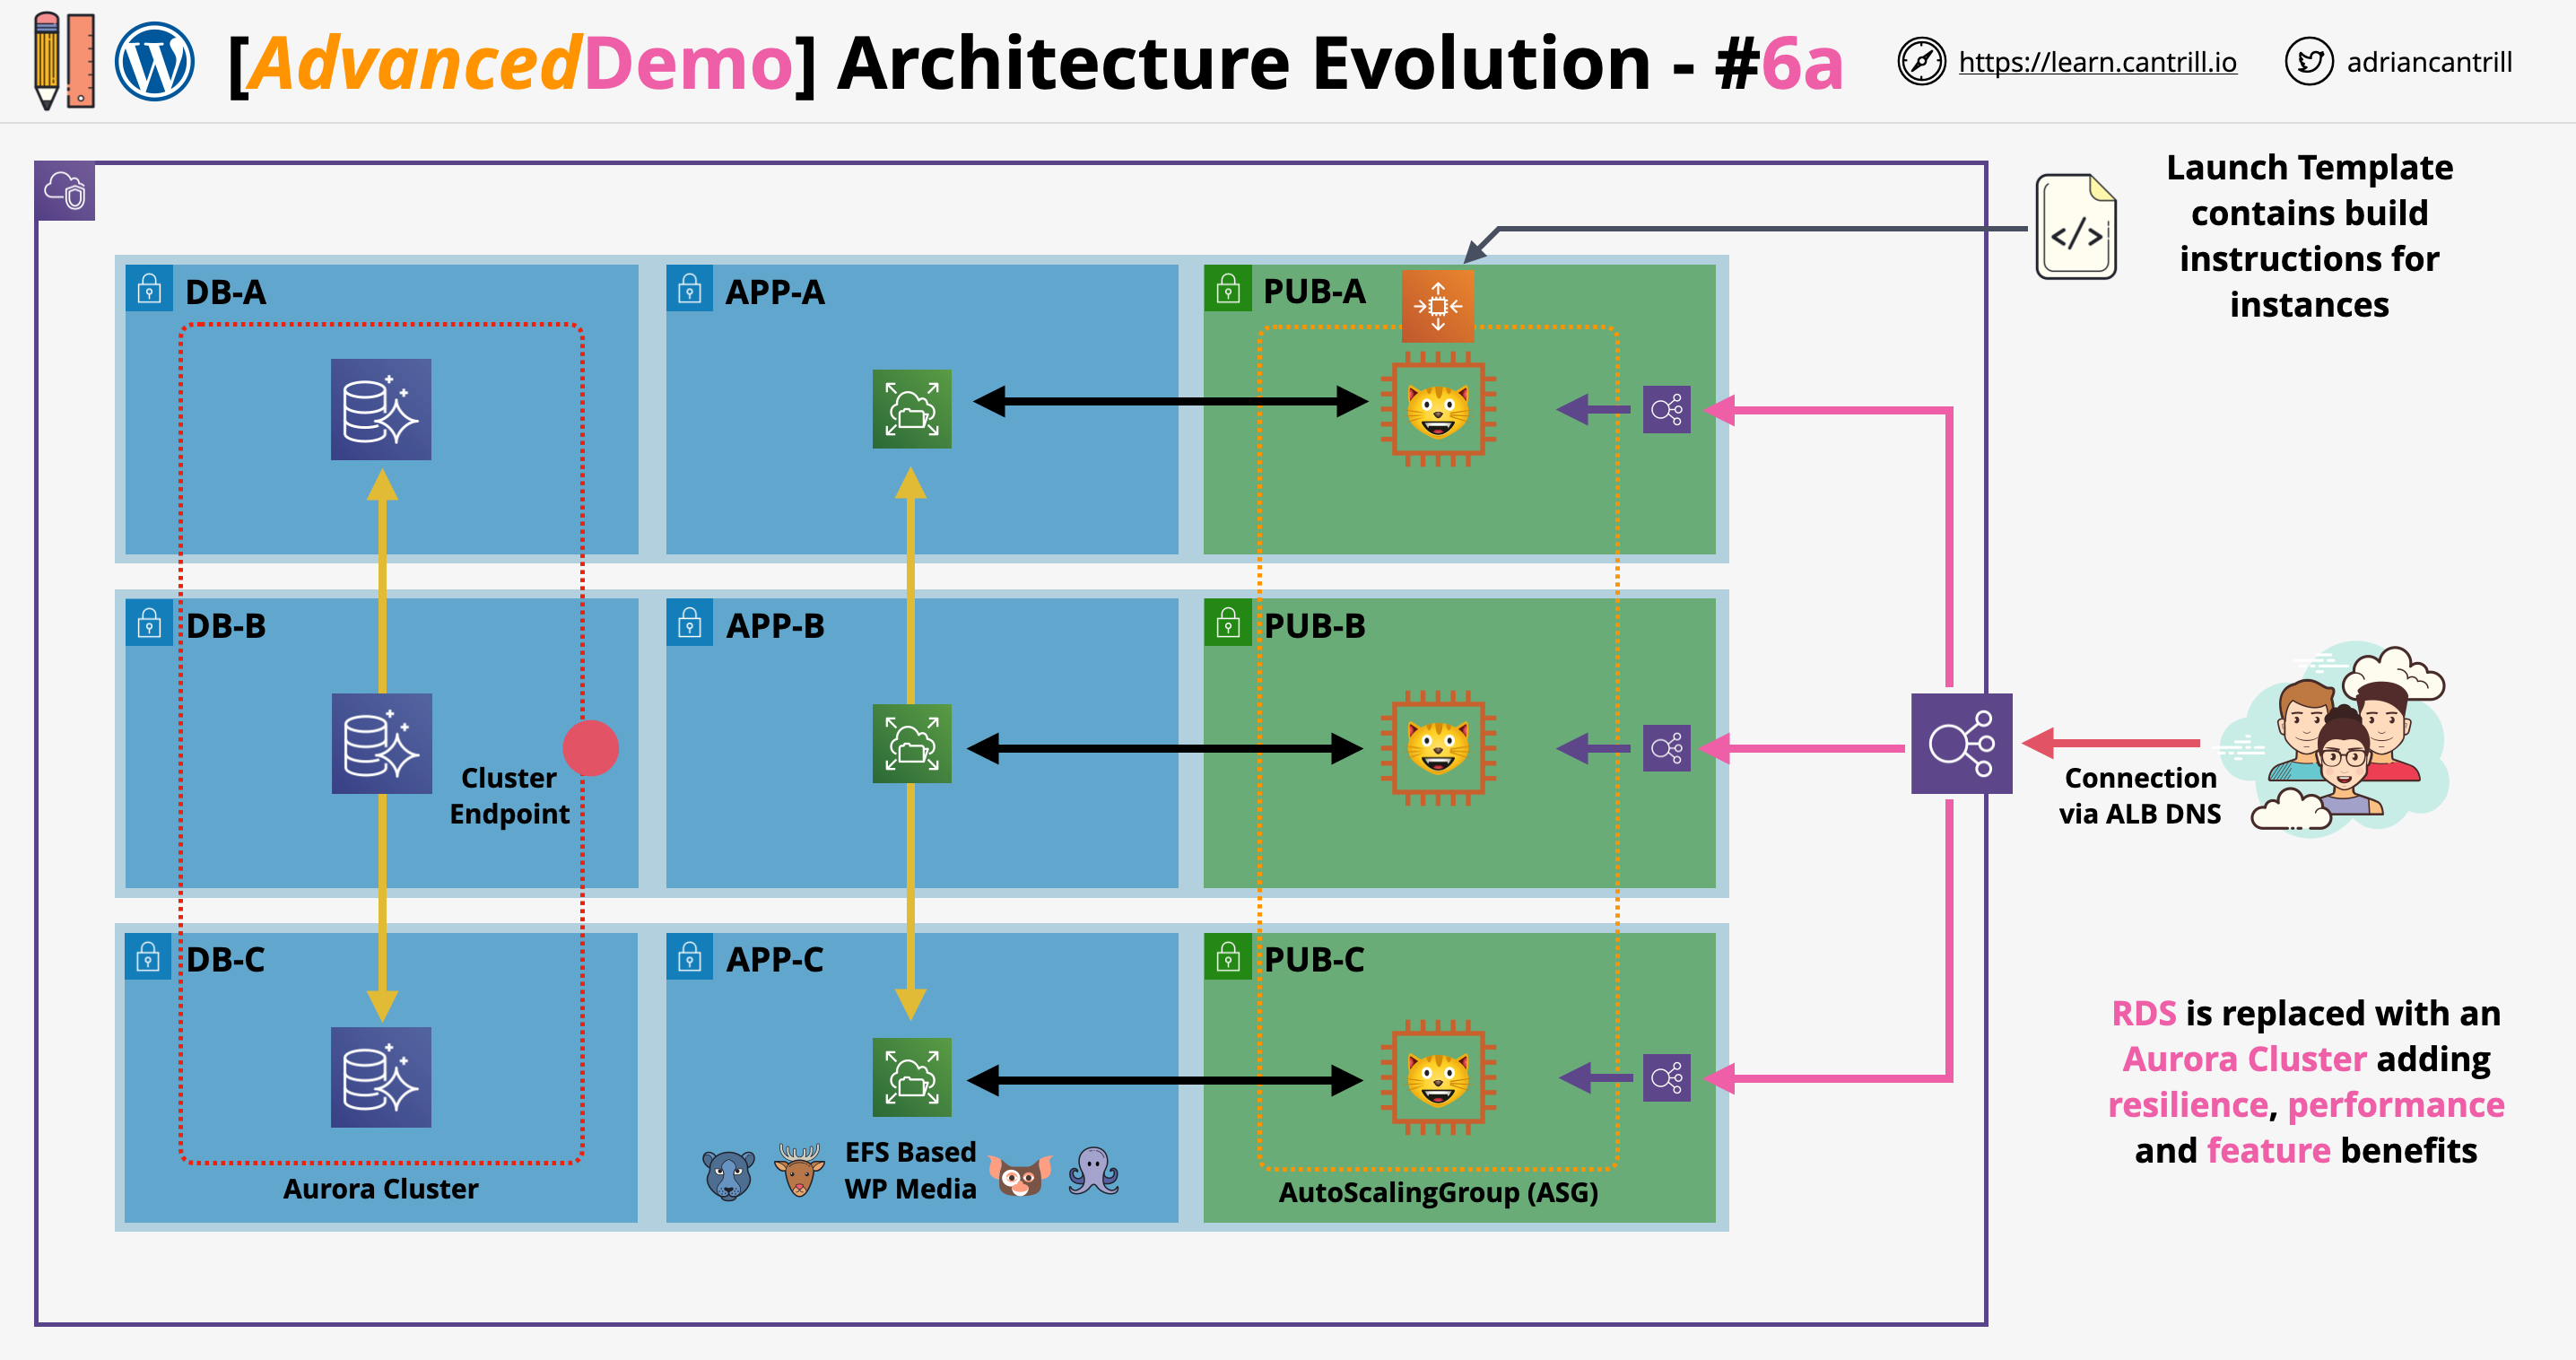 [AdvancedDemo] Architecture Evolution - #6a
https://learn.cantrill.io
adriancantrill
Launch Template
contains build
instructions for
instances
DB-A
APP-A
PUB-A
DB-B
APP-B
PUB-B
Cluster
Endpoint
Connection
via ALB DNS
DB-C
APP-C
PUB-C
RDS is replaced with an
Aurora Cluster adding
resilience, performance
and feature benefits
Aurora Cluster
EFS Based
WP Media
AutoScalingGroup (ASG)